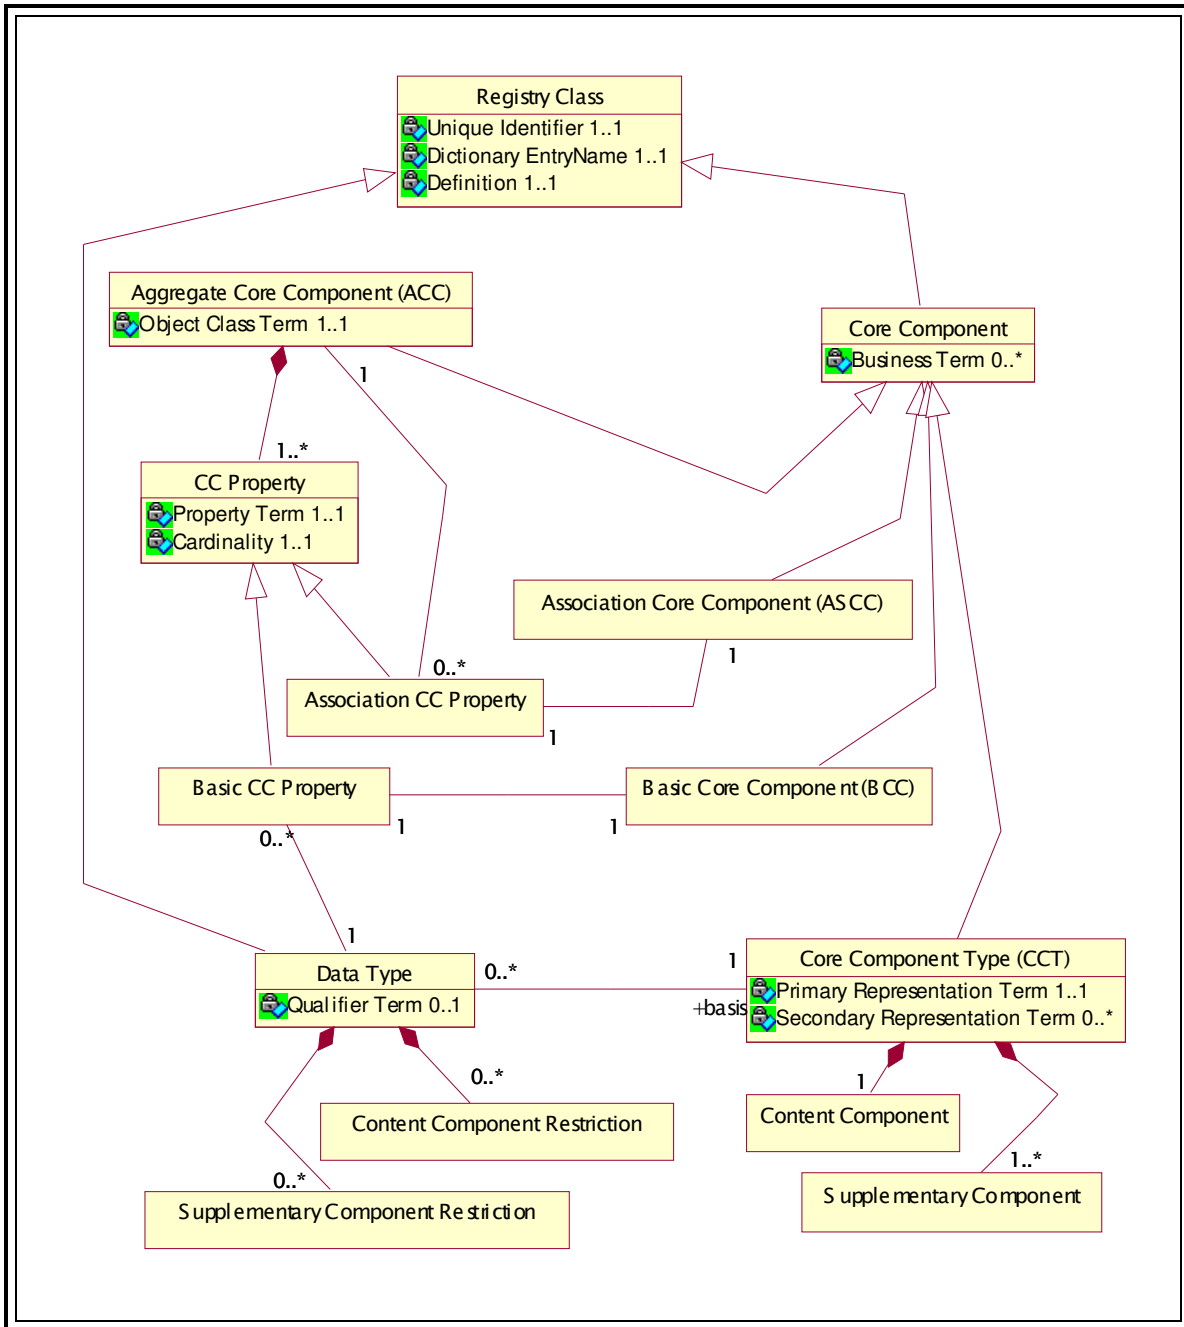 Registry Class
Unique Identifier 1..1
Dictionary EntryName 1..1
Definition 1..1
Aggregate Core Component (ACC)
Object Class Term 1..1
Core Component
Business Term 0..*
1
1..*
CC Property
Property Term 1..1
Cardinality 1..1
Association Core Component (ASCC)
1
0..*
Association CC Property
1
Basic CC Property
Basic Core Component (BCC)
1
1
0..*
1
Data Type
Qualifier Term 0..1
0..*
1
+basis
Core Component Type (CCT)
Primary Representation Term 1..1
Secondary Representation Term 0..*
0..*
Content Component Restriction
1
Content Component
0..*
Supplementary Component Restriction
1..*
Supplementary Component